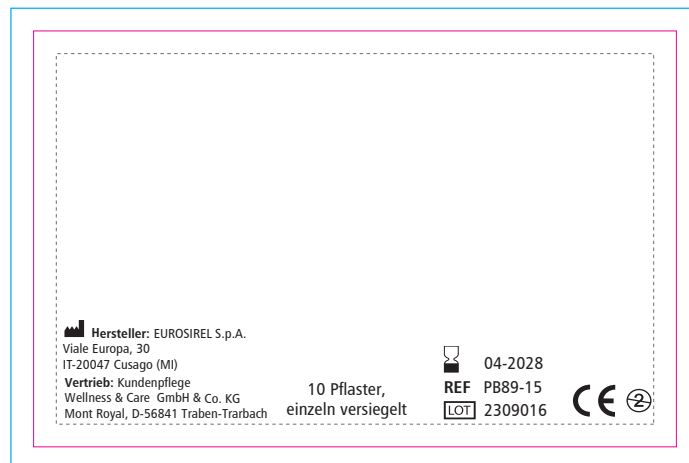 Hersteller: EUROSIREL S.p.A.
Viale Europa, 30
IT-20047 Cusago (MI)
Vertrieb: Kundenpflege
Wellness & Care GmbH & Co. KG
Mont Royal, D-56841 Traben-Trarbach
10 Pflaster,
einzeln versiegelt
04-2028
REF PB89-15
LOT 2309016
CE 2